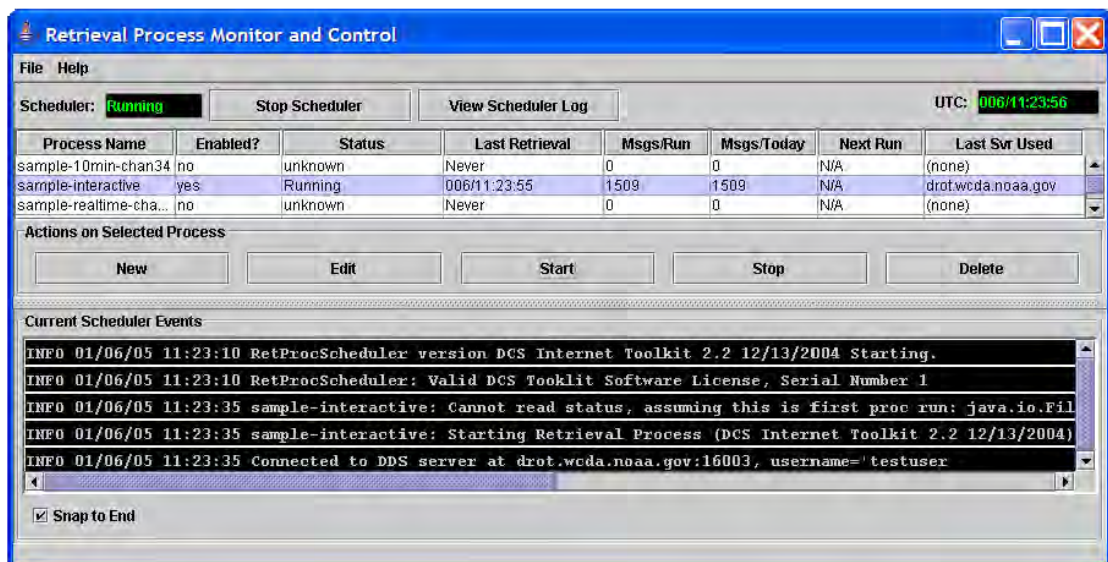 Retrieval Process Monitor and Control
File Help
Scheduler: Running Stop Scheduler View Scheduler Log UTC: 006/11:23:56
Process Name Enabled? Status Last Retrieval Msgs/Run Msgs/Today Next Run Last Svr Used
sample-10min-chan34 no unknown Never 0 0 N/A (none)
sample-interactive yes Running 006/11:23:55 1509 1509 N/A drot.wcda.noaa.gov
sample-realtime-cha... no unknown Never 0 0 N/A (none)
Actions on Selected Process
New Edit Start Stop Delete
Current Scheduler Events
INFO 01/06/05 11:23:10 RetProcScheduler version DCS Internet Toolkit 2.2 12/13/2004 Starting.
INFO 01/06/05 11:23:10 RetProcScheduler: Valid DCS Tooklit Software License, Serial Number 1
INFO 01/06/05 11:23:35 sample-interactive: Cannot read status, assuming this is first proc run: java.io.Fil
INFO 01/06/05 11:23:35 sample-interactive: Starting Retrieval Process (DCS Internet Toolkit 2.2 12/13/2004)
INFO 01/06/05 11:23:35 Connected to DDS server at drot.wcda.noaa.gov:16003, username='testuser
Snap to End